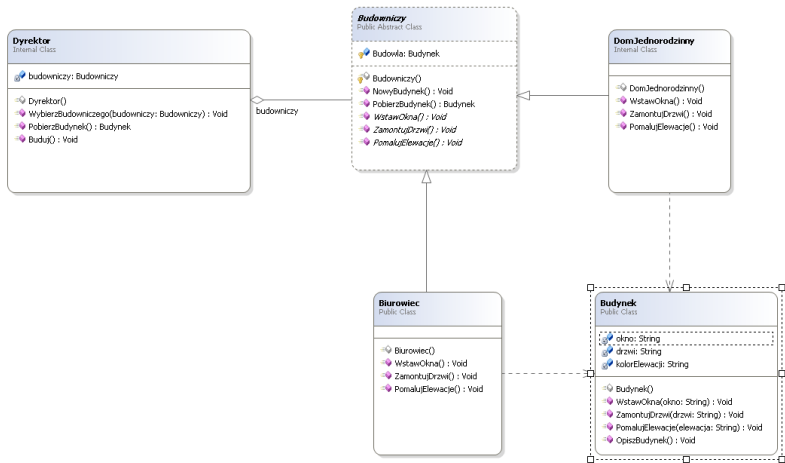 Dyrektor
Internal Class
budowniczy: Budowniczy
Dyrektor()
WybierzBudowniczego(budowniczy: Budowniczy) : Void
PobierzBudynek() : Budynek
Buduj() : Void
budowniczy
Budowniczy
Public Abstract Class
Budowla: Budynek
Budowniczy()
NowyBudynek() : Void
PobierzBudynek() : Budynek
WstawOkna() : Void
ZamontujDrzwi() : Void
PomalujElewacje() : Void
DomJednorodzinny
Internal Class
DomJednorodzinny()
WstawOkna() : Void
ZamontujDrzwi() : Void
PomalujElewacje() : Void
Biurowiec
Public Class
Biurowiec()
WstawOkna() : Void
ZamontujDrzwi() : Void
PomalujElewacje() : Void
Budynek
Public Class
okno: String
drzwi: String
kolorElewacji: String
Budynek()
WstawOkna(okno: String) : Void
ZamontujDrzwi(drzwi: String) : Void
PomalujElewacje(elewacja: String) : Void
OpiszBudynek() : Void